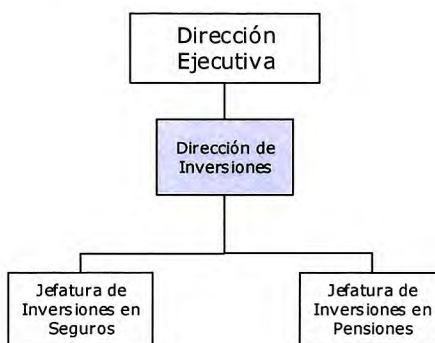 Dirección
Ejecutiva
Dirección de
Inversiones
Jefatura de
Inversiones en
Seguros
Jefatura de
Inversiones en
Pensiones